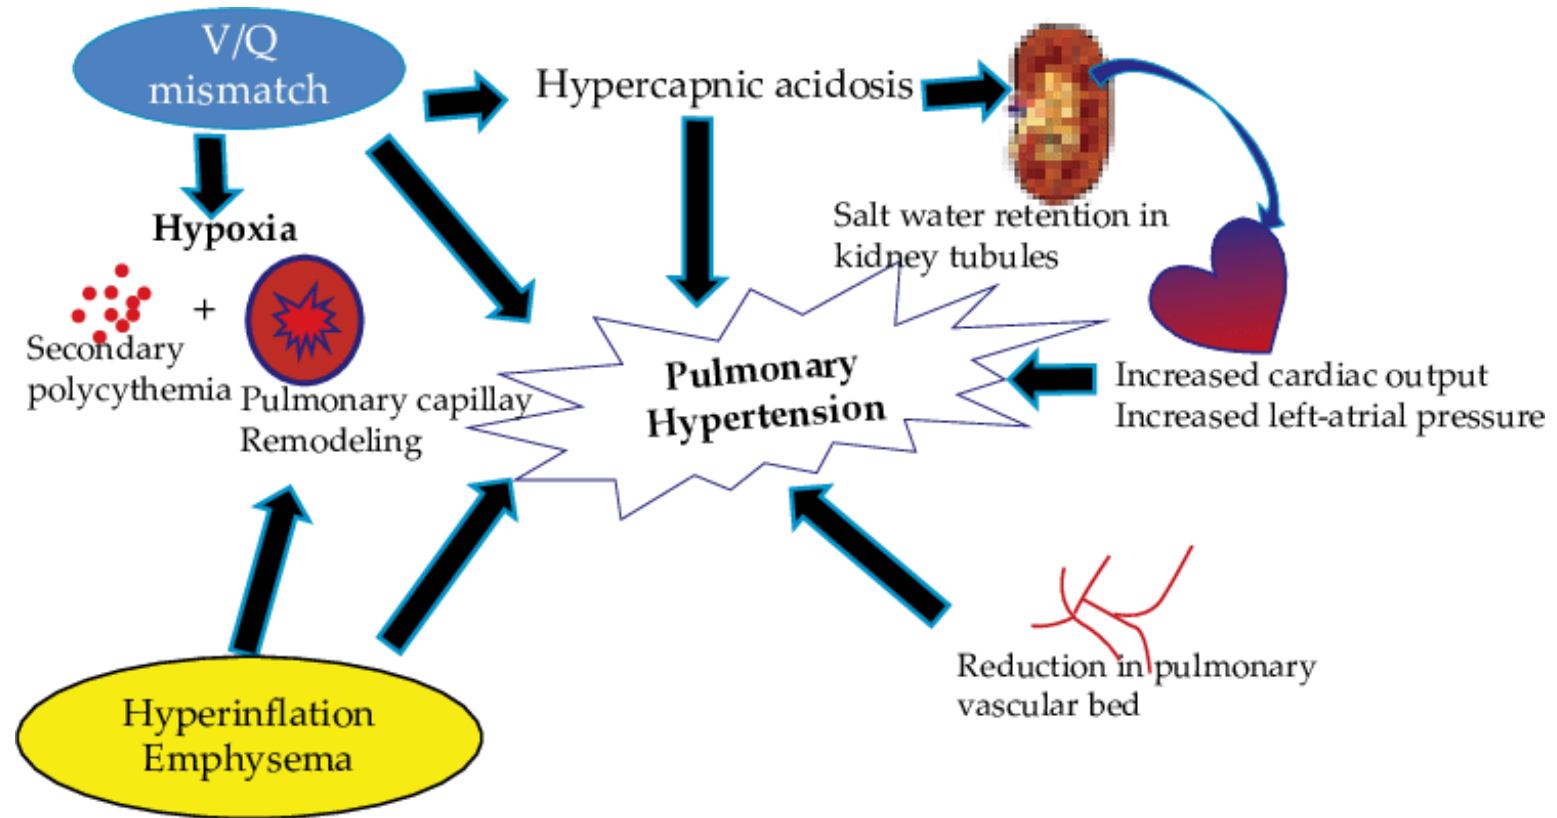 V/Q
mismatch
Hypercapnic acidosis
Hypoxia
+
Secondary
polycythemia
Pulmonary capillay
Remodeling
Salt water retention in
kidney tubules
Pulmonary
Hypertension
Increased cardiac output
Increased left-atrial pressure
Reduction in pulmonary
vascular bed
Hyperinflation
Emphysema